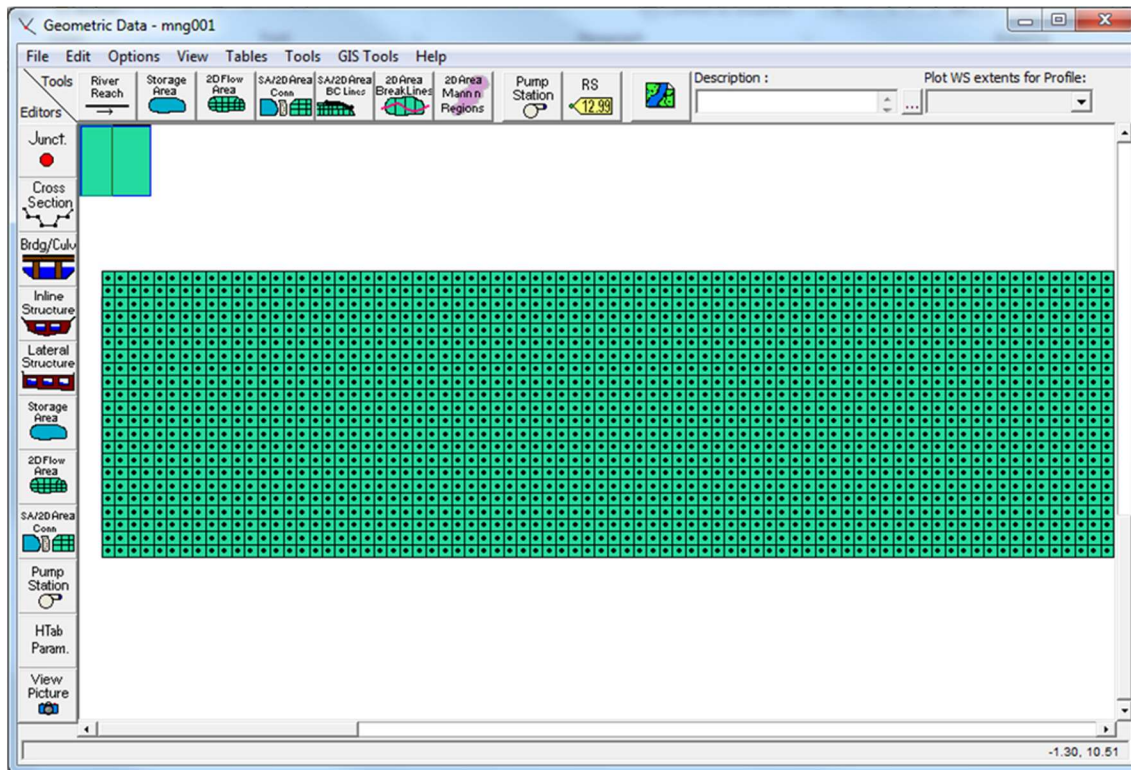 Geometric Data - mng001
File Edit Options View Tables Tools GIS Tools Help
Tools
Editors
River
Reach
Storage
Area
2D Flow
Area
SA/2D Area
Conn
SA/2D Area
BC Lines
2D Area
BreakLines
2D Area
Mann n
Regions
Pump
Station
RS
12.99
Description :
...
Plot WS extents for Profile:
Junct.
Cross
Section
Brdg/Culv
Inline
Structure
Lateral
Structure
Storage
Area
2D Flow
Area
SA/2D Area
Conn
Pump
Station
HTab
Param.
View
Picture
-1.30, 10.51